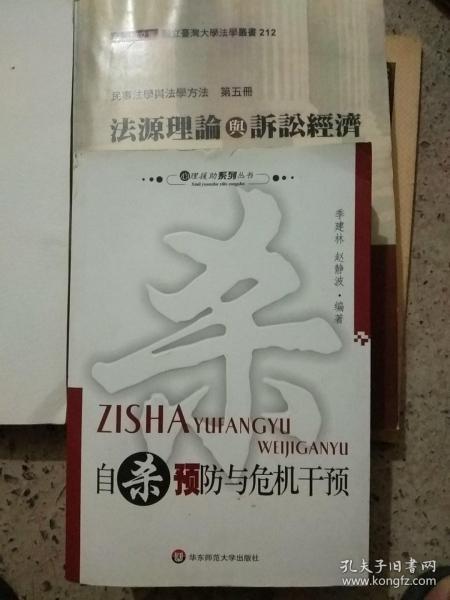 國立臺灣大學法學叢書 212
民事法學與法學方法 第五冊
法源理論與訴訟經濟
心理援助系列丛书
季建林 赵静波·编著
杀
ZISHA YUFANGYU
WEIJIGANYU
自杀预防与危机干预
华东师范大学出版社
孔夫子旧书网
www.kongfz.com